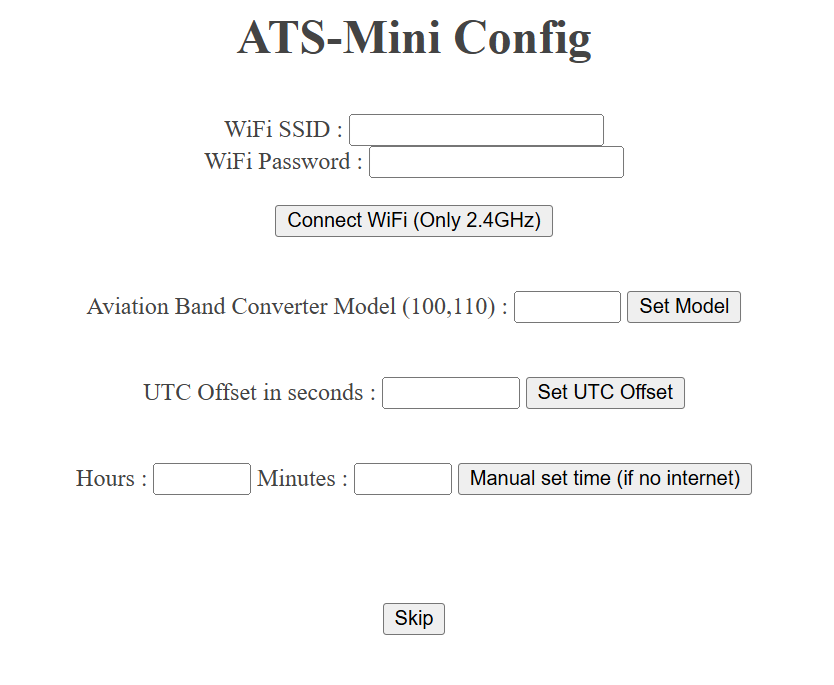 ATS-Mini Config
WiFi SSID :
WiFi Password :
Connect WiFi (Only 2.4GHz)
Aviation Band Converter Model (100,110) : Set Model
UTC Offset in seconds : Set UTC Offset
Hours : Minutes : Manual set time (if no internet)
Skip